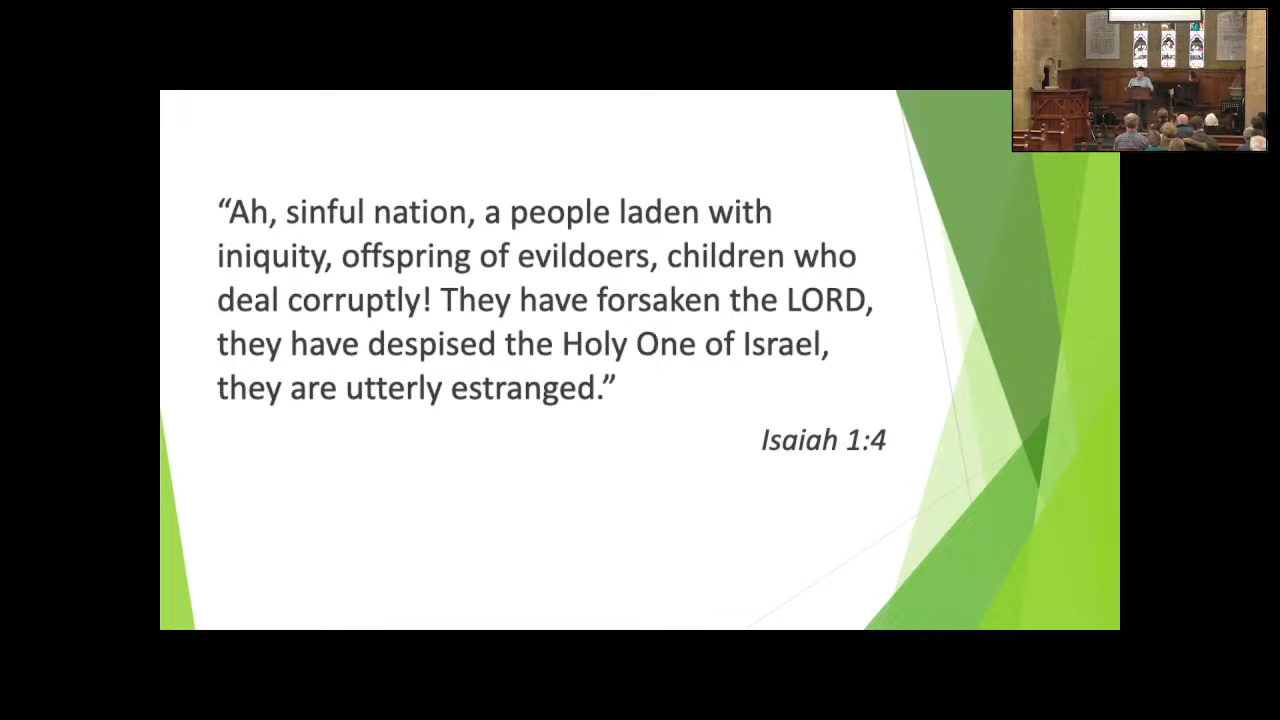 “Ah, sinful nation, a people laden with
iniquity, offspring of evildoers, children who
deal corruptly! They have forsaken the LORD,
they have despised the Holy One of Israel,
they are utterly estranged.”
Isaiah 1:4